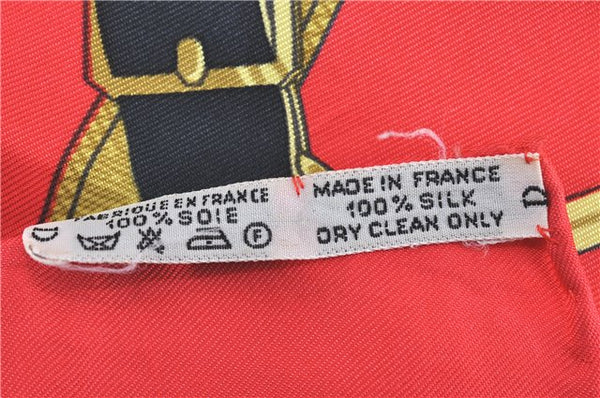 FABRIQUE EN FRANCE
100% SOIE
F
MADE IN FRANCE
100% SILK
DRY CLEAN ONLY